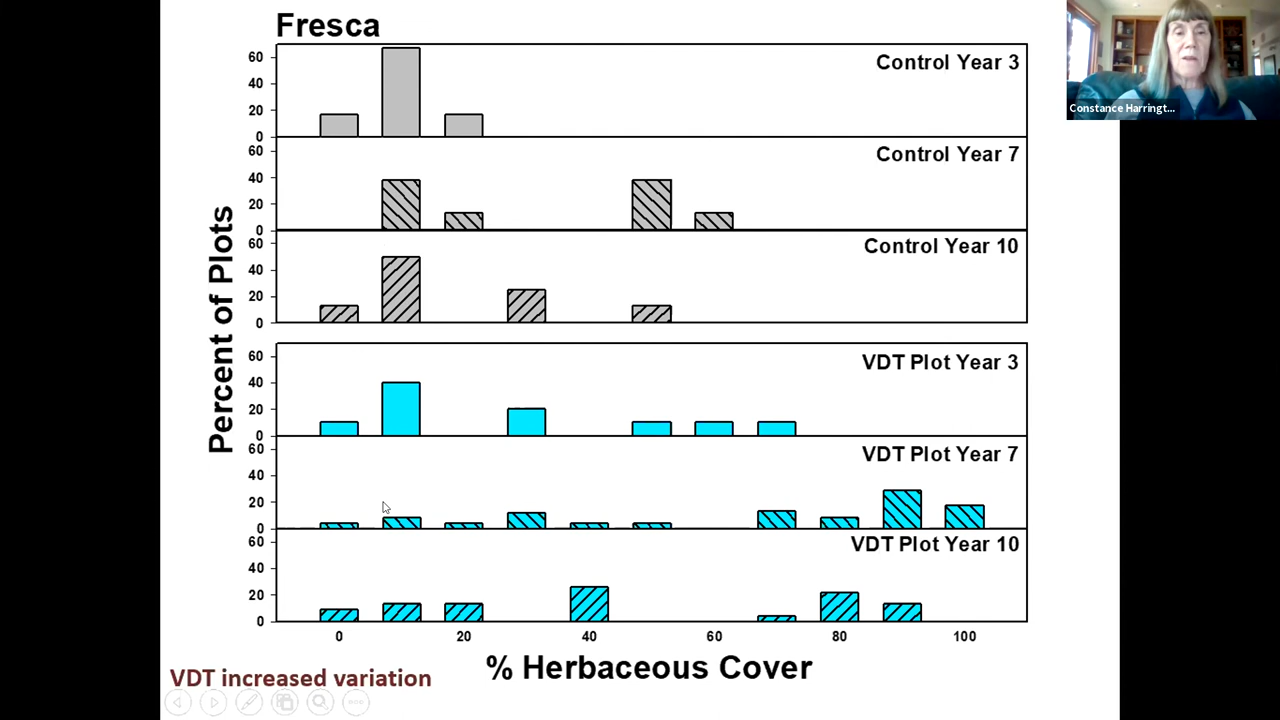 Fresca
Constance Harringt...
Control Year 3
60
40
20
0
Control Year 7
60
40
20
0
Control Year 10
60
40
20
0
Percent of Plots
VDT Plot Year 3
60
40
20
0
VDT Plot Year 7
60
40
20
0
VDT Plot Year 10
60
40
20
0
0 20 40 60 80 100
% Herbaceous Cover
VDT increased variation